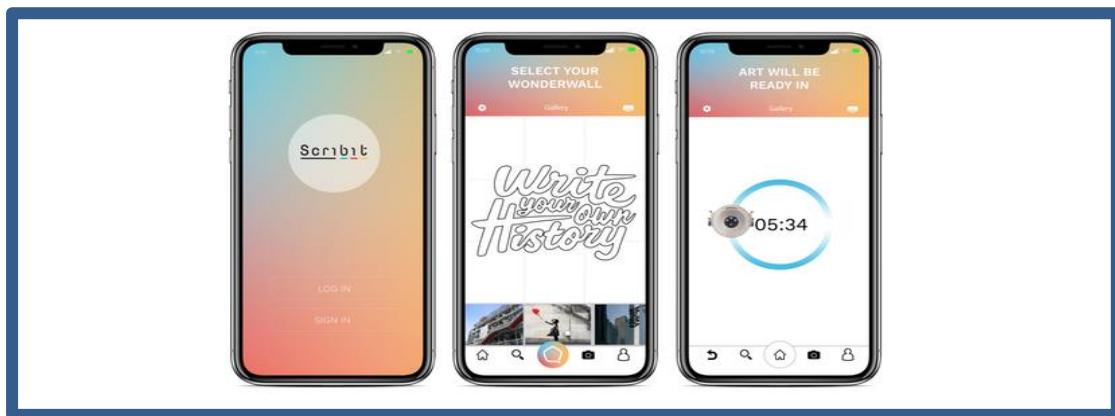 Scribit
LOG IN
SIGN IN
SELECT YOUR
WONDERWALL
Gallery
Write
your own
History
ART WILL BE
READY IN
Gallery
05:34